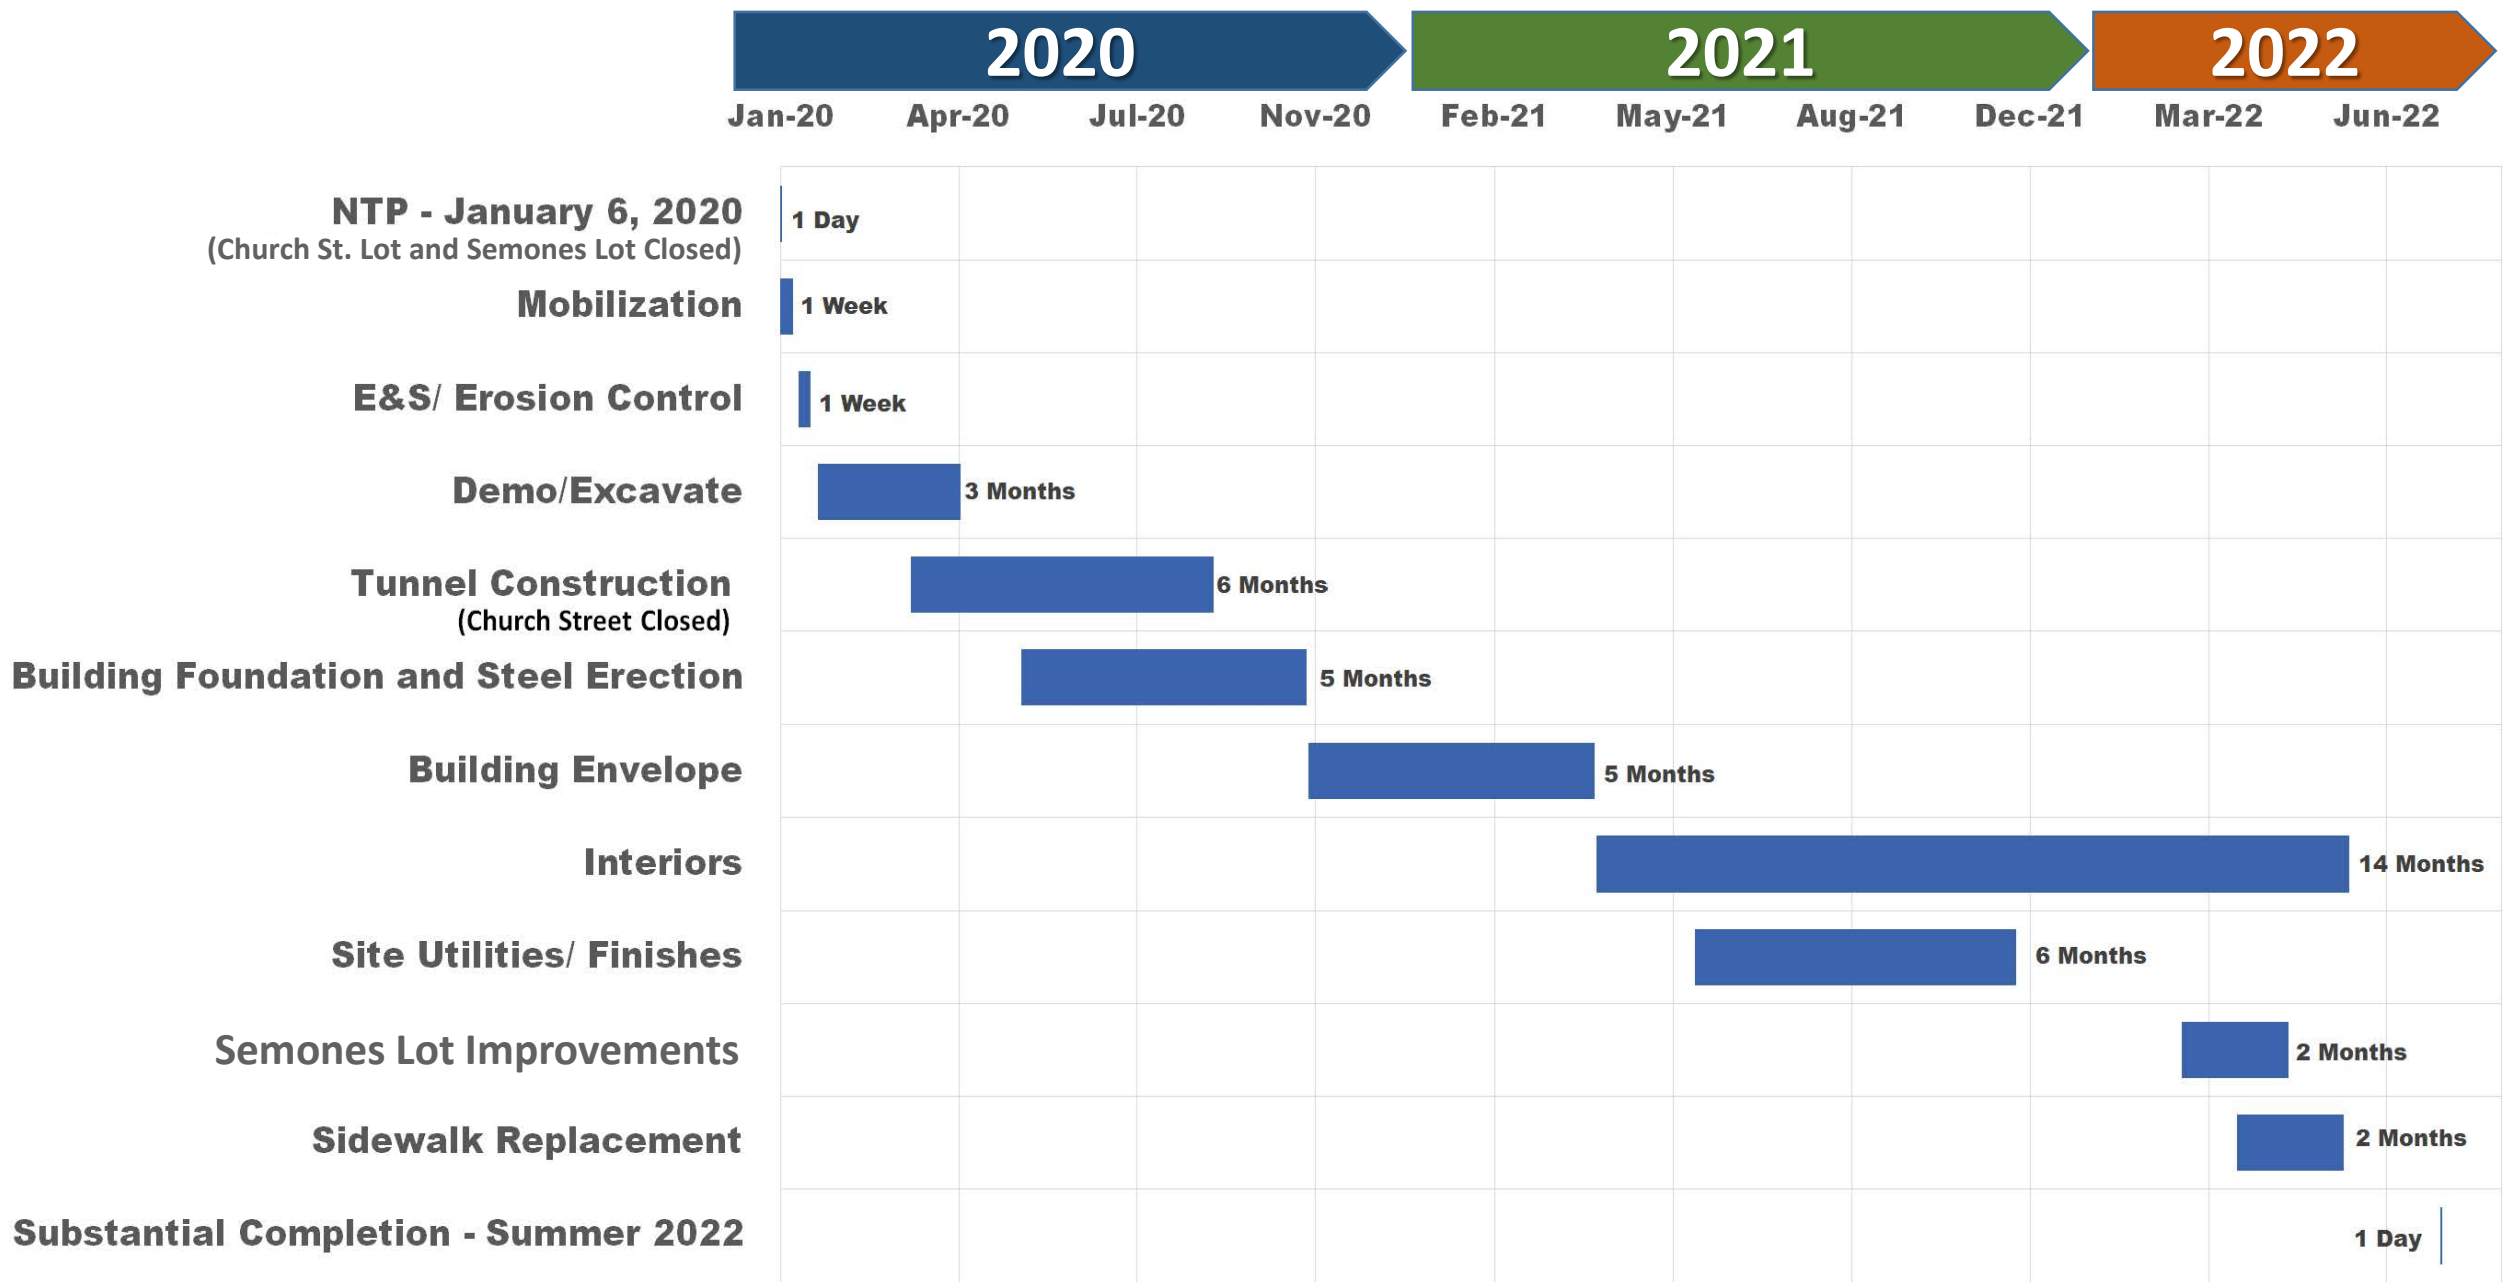 2020 2021 2022
Jan-20 Apr-20 Jul-20 Nov-20 Feb-21 May-21 Aug-21 Dec-21 Mar-22 Jun-22
NTP - January 6, 2020
1 Day
(Church St. Lot and Semones Lot Closed)
Mobilization
1 Week
E&S/ Erosion Control
1 Week
Demo/Excavate
3 Months
Tunnel Construction
6 Months
(Church Street Closed)
Building Foundation and Steel Erection
5 Months
Building Envelope
5 Months
Interiors
14 Months
Site Utilities/ Finishes
6 Months
Semones Lot Improvements
2 Months
Sidewalk Replacement
2 Months
Substantial Completion - Summer 2022
1 Day